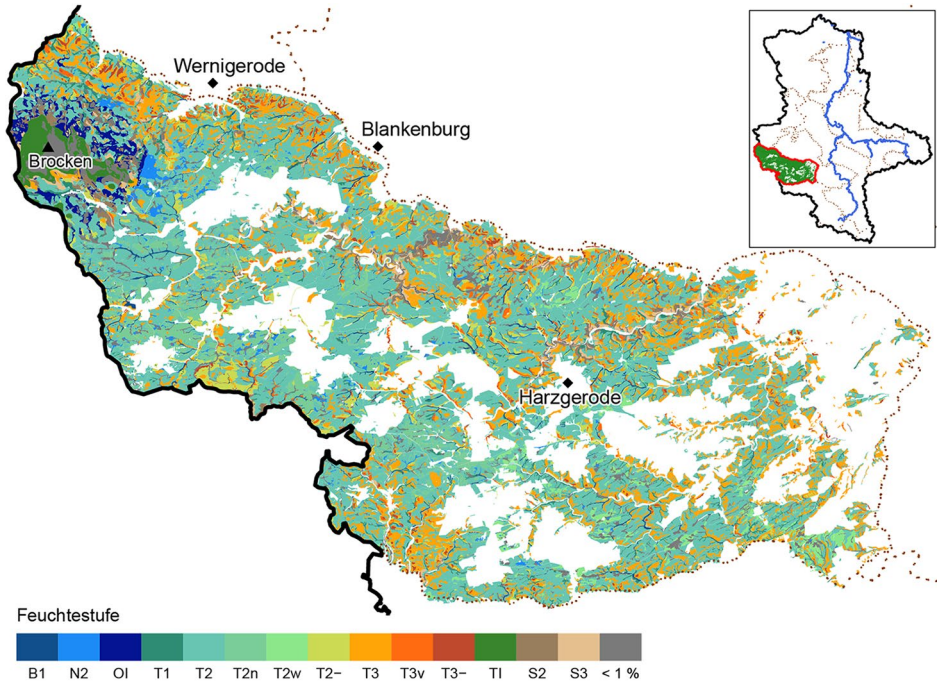 Wernigerode
Blankenburg
Brocken
Harzgerode
Feuchtestufe
B1 N2 OI T1 T2 T2n T2w T2– T3 T3v T3– TI S2 S3 < 1 %